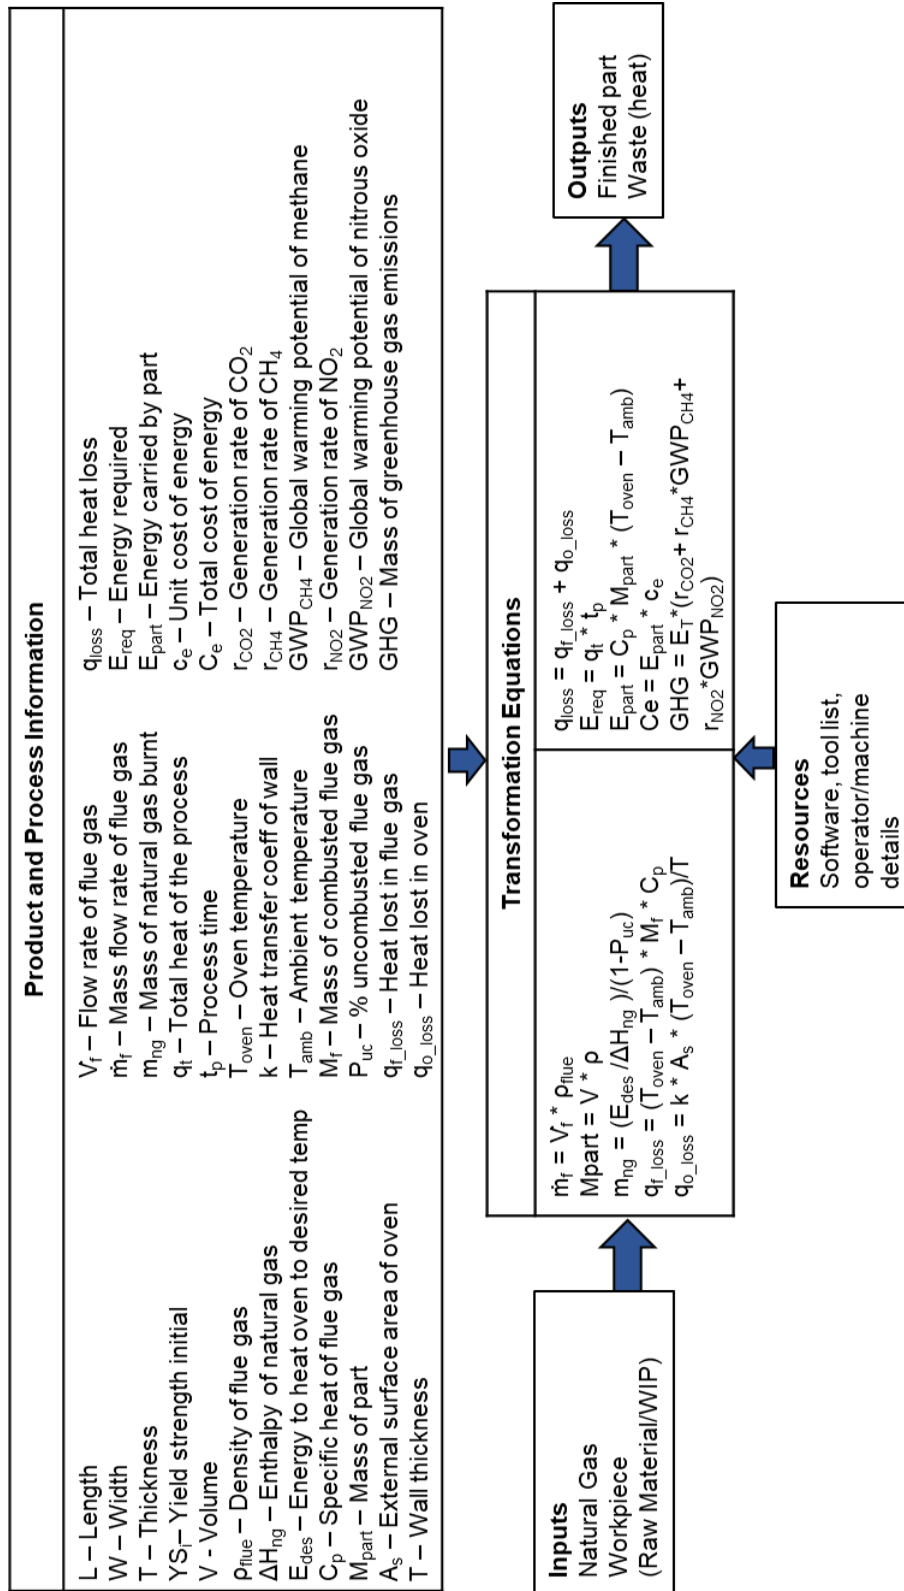 Product and Process Information
L – Length
W – Width
T – Thickness
YSᵢ– Yield strength initial
V - Volume
ρflue – Density of flue gas
ΔHng – Enthalpy of natural gas
Edes – Energy to heat oven to desired temp
Cp – Specific heat of flue gas
Mpart – Mass of part
As – External surface area of oven
T – Wall thickness
V̇f – Flow rate of flue gas
ṁf – Mass flow rate of flue gas
mng – Mass of natural gas burnt
qt – Total heat of the process
tp – Process time
Toven – Oven temperature
k – Heat transfer coeff of wall
Tamb – Ambient temperature
Mf – Mass of combusted flue gas
Puc – % uncombusted flue gas
qf_loss – Heat lost in flue gas
qo_loss – Heat lost in oven
qloss – Total heat loss
Ereq – Energy required
Epart – Energy carried by part
ce – Unit cost of energy
Ce – Total cost of energy
rCO2 – Generation rate of CO2
rCH4 – Generation rate of CH4
GWPCH4 – Global warming potential of methane
rNO2 – Generation rate of NO2
GWPNO2 – Global warming potential of nitrous oxide
GHG – Mass of greenhouse gas emissions
Inputs
Natural Gas
Workpiece
(Raw Material/WIP)
Transformation Equations
ṁf = V̇f * ρflue
Mpart = V * ρ
mng = (Edes /ΔHng )/(1-Puc)
qf_loss = (Toven – Tamb) * Mf * Cp
qo_loss = k * As * (Toven – Tamb)/T
qloss = qf_loss + qo_loss
Ereq = qt * tp
Epart = Cp * Mpart * (Toven – Tamb)
Ce = Epart * ce
GHG = ET *(rCO2+ rCH4*GWPCH4+
rNO2*GWPNO2)
Outputs
Finished part
Waste (heat)
Resources
Software, tool list,
operator/machine
details